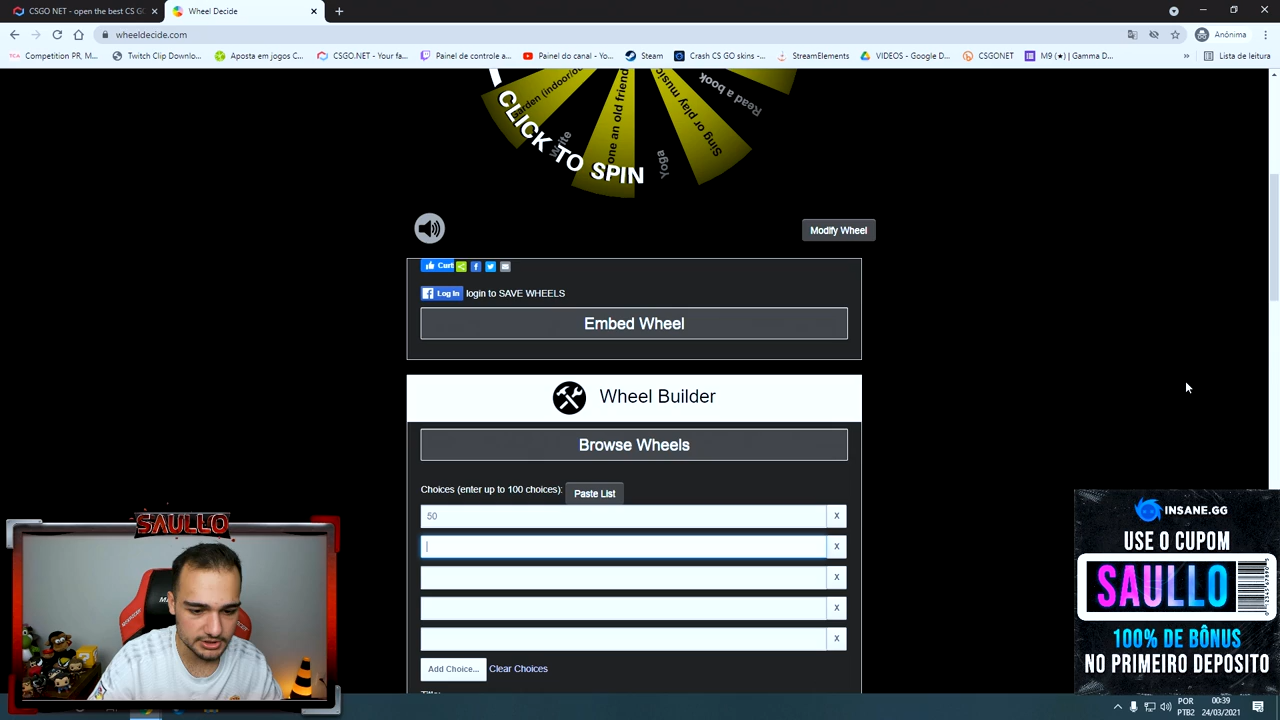 CSGO NET - open the best CS G
Wheel Decide
wheeldecide.com
Anônima
Competition PR, M...
Twitch Clip Downlo...
Aposta em jogos C...
CSGO.NET - Your fa...
Painel de controle a...
Painel do canal - Yo...
Steam
Crash CS GO skins -...
StreamElements
VIDEOS - Google D...
CSGONET
M9 (★) | Gamma D...
Lista de leitura
CLICK TO SPIN
one an old friend
Yoga
Sing or play music
Read a book
Modify Wheel
Curti
Log In login to SAVE WHEELS
Embed Wheel
Wheel Builder
Browse Wheels
Choices (enter up to 100 choices): Paste List
50 X
X
X
X
X
Add Choice... Clear Choices
SAULLO
INSANE.GG
USE O CUPOM
SAULLO
100% DE BÔNUS
NO PRIMEIRO DEPOSITO
POR 00:39
PTB2 24/03/2021